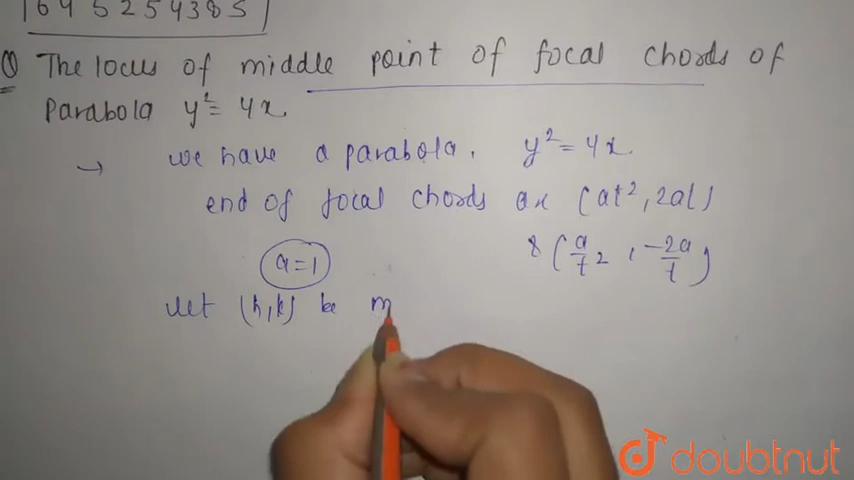 1645254385
Q The locus of middle point of focal chords of
Parabola y² = 4x
→ we have a parabola. y² = 4x
end of focal chords are (at², 2at)
& (a/t², -2a/t)
a=1
Let (h,k) be m
doubtnut